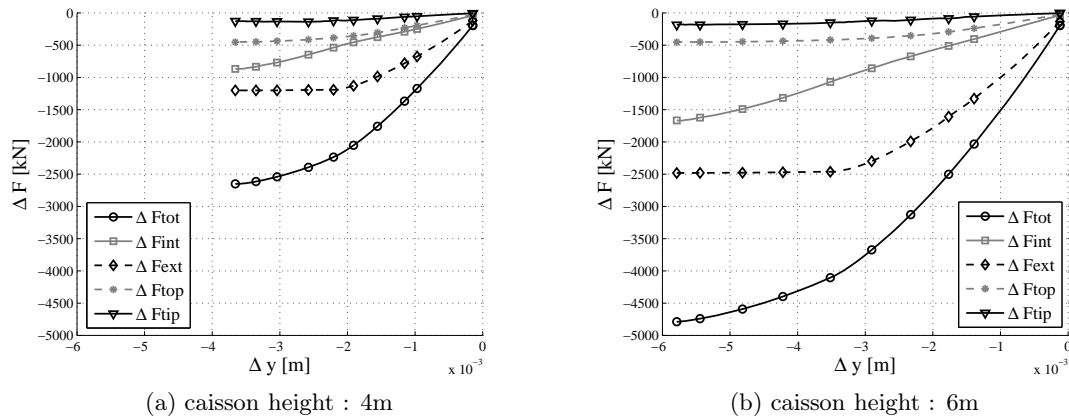 0
−500
−1000
−1500
−2000
−2500
−3000
−3500
−4000
−4500
−5000
Δ F [kN]
Δ Ftot
Δ Fint
Δ Fext
Δ Ftop
Δ Ftip
−6 −5 −4 −3 −2 −1 0
Δ y [m]
x 10⁻³
(a) caisson height : 4m
0
−500
−1000
−1500
−2000
−2500
−3000
−3500
−4000
−4500
−5000
Δ F [kN]
Δ Ftot
Δ Fint
Δ Fext
Δ Ftop
Δ Ftip
−6 −5 −4 −3 −2 −1 0
Δ y [m]
x 10⁻³
(b) caisson height : 6m